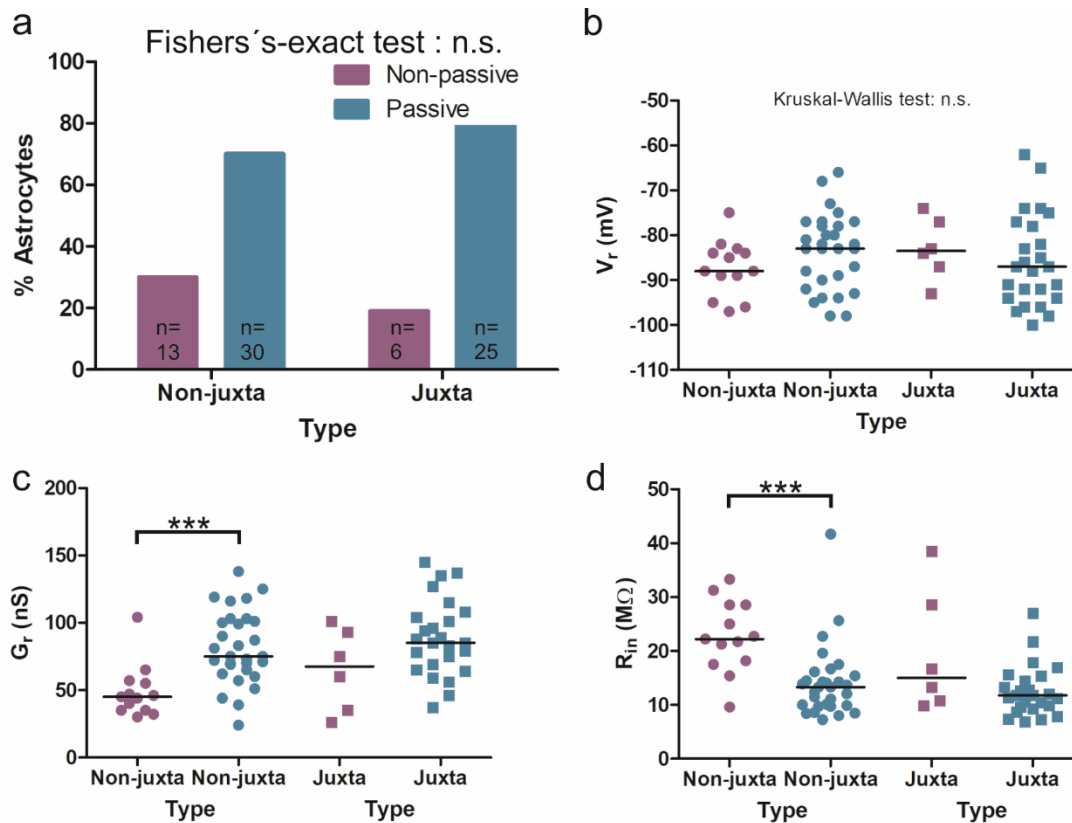 a
Fishers´s-exact test : n.s.
Non-passive
Passive
100
80
60
40
20
0
% Astrocytes
n=
13
n=
30
n=
6
n=
25
Non-juxta Juxta
Type
b
Kruskal-Wallis test: n.s.
-50
-60
-70
-80
-90
-100
-110
Vr (mV)
Non-juxta Non-juxta Juxta Juxta
Type
c
200
150
100
50
0
Gr (nS)
***
Non-juxta Non-juxta Juxta Juxta
Type Type
d
50
40
30
20
10
0
Rin (MΩ)
***
Non-juxta Non-juxta Juxta Juxta
Type Type